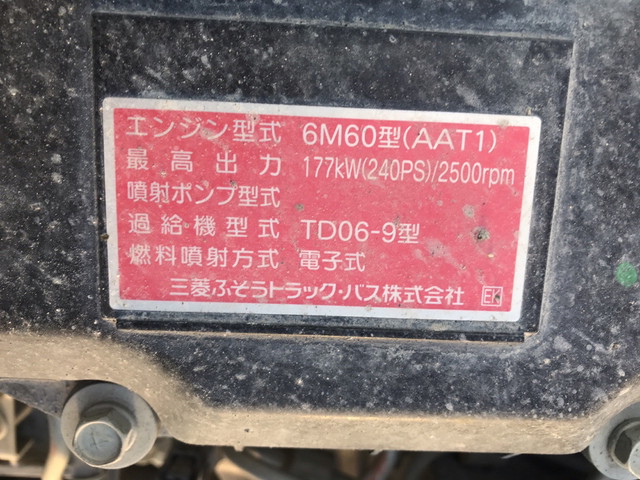 エンジン型式 6M60型(AAT1)
最高出力 177kW(240PS)/2500rpm
噴射ポンプ型式
過給機型式 TD06-9型
燃料噴射方式 電子式
三菱ふそうトラック・バス株式会社 EK